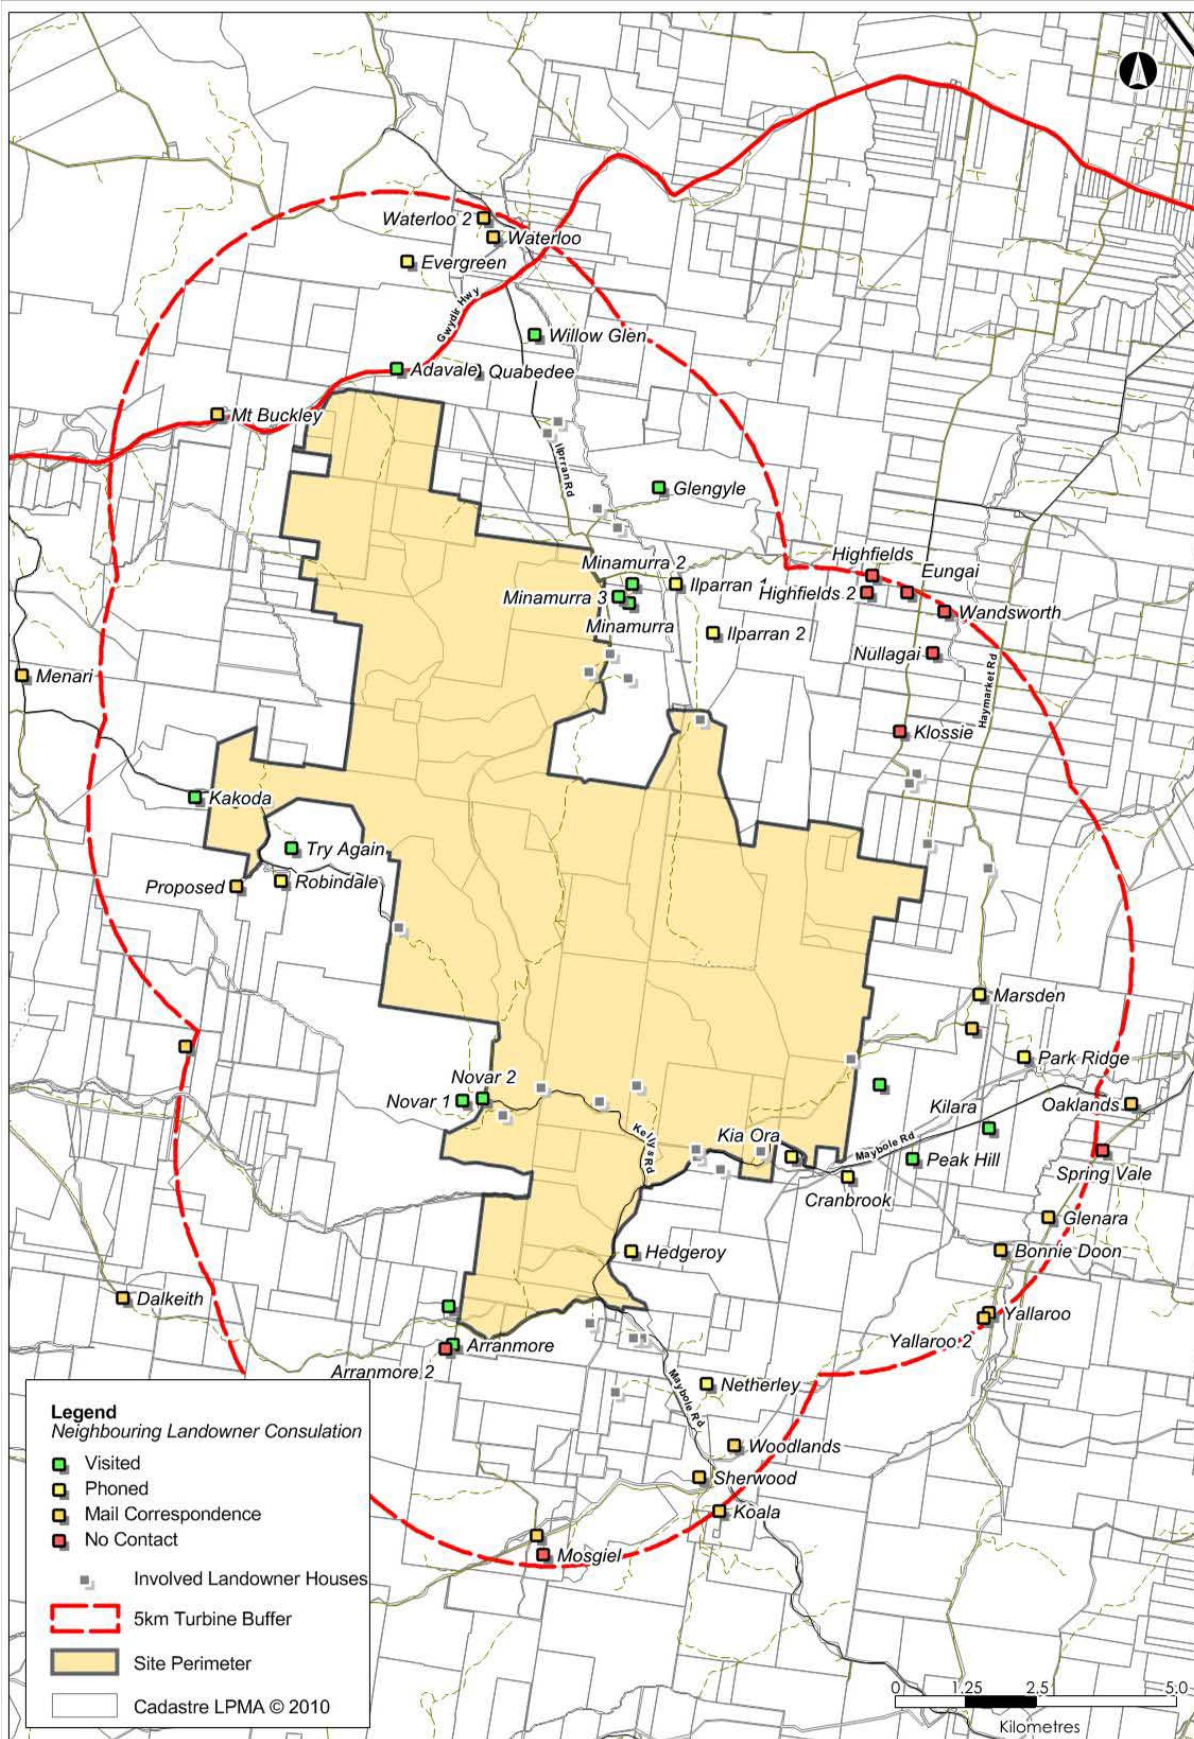 Waterloo 2
Waterloo
Evergreen
Gwydir Hwy
Willow Glen
Adavale
Quabedee
Mt Buckley
Ilprran Rd
Glengyle
Highfields
Minamurra 2
Eungai
Ilparran 1
Highfields 2
Minamurra 3
Wandsworth
Minamurra
Ilparran 2
Nullagai
Menari
Haymarket Rd
Klossie
Kakoda
Try Again
Robindale
Proposed
Marsden
Park Ridge
Novar 2
Novar 1
Oaklands
Kilara
Kellys Rd
Kia Ora
Maybole Rd
Peak Hill
Spring Vale
Cranbrook
Glenara
Hedgeroy
Bonnie Doon
Dalkeith
Yallaroo
Yallaroo 2
Arranmore
Arranmore 2
Netherley
Maybole Rd
Woodlands
Sherwood
Koala
Mosgiel
Legend
Neighbouring Landowner Consulation
Visited
Phoned
Mail Correspondence
No Contact
Involved Landowner Houses
5km Turbine Buffer
Site Perimeter
Cadastre LPMA © 2010
0 1.25 2.5 5.0
Kilometres